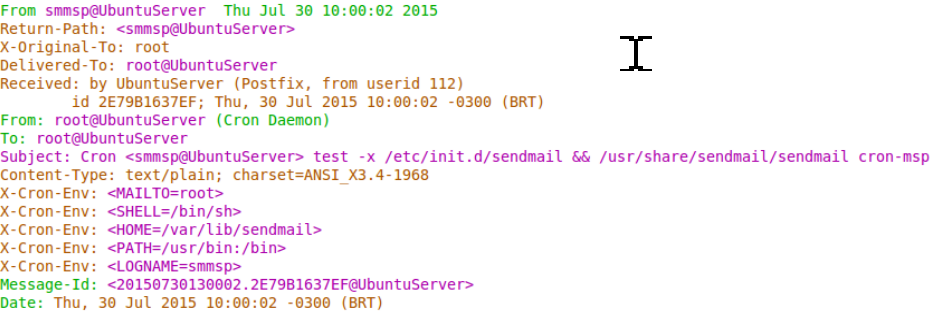 From smmsp@UbuntuServer  Thu Jul 30 10:00:02 2015
Return-Path: <smmsp@UbuntuServer>
X-Original-To: root
Delivered-To: root@UbuntuServer
Received: by UbuntuServer (Postfix, from userid 112)
        id 2E79B1637EF; Thu, 30 Jul 2015 10:00:02 -0300 (BRT)
From: root@UbuntuServer (Cron Daemon)
To: root@UbuntuServer
Subject: Cron <smmsp@UbuntuServer> test -x /etc/init.d/sendmail && /usr/share/sendmail/sendmail cron-msp
Content-Type: text/plain; charset=ANSI_X3.4-1968
X-Cron-Env: <MAILTO=root>
X-Cron-Env: <SHELL=/bin/sh>
X-Cron-Env: <HOME=/var/lib/sendmail>
X-Cron-Env: <PATH=/usr/bin:/bin>
X-Cron-Env: <LOGNAME=smmsp>
Message-Id: <20150730130002.2E79B1637EF@UbuntuServer>
Date: Thu, 30 Jul 2015 10:00:02 -0300 (BRT)